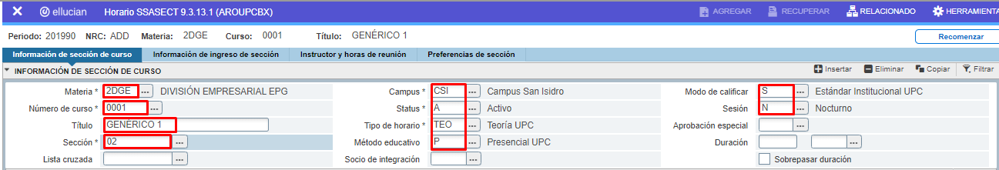 ✕ ellucian Horario SSASECT 9.3.13.1 (AROUPCBX) AGREGAR RECUPERAR RELACIONADO HERRAMIENTA
Periodo: 201990 NRC: ADD Materia: 2DGE Curso: 0001 Título: GENÉRICO 1 Recomenzar
Información de sección de curso Información de ingreso de sección Instructor y horas de reunión Preferencias de sección
INFORMACIÓN DE SECCIÓN DE CURSO Insertar Eliminar Copiar Filtrar
Materia * 2DGE ... DIVISIÓN EMPRESARIAL EPG Campus * CSI ... Campus San Isidro Modo de calificar S ... Estándar Institucional UPC
Número de curso * 0001 ... Status * A ... Activo Sesión N ... Nocturno
Título GENÉRICO 1 Tipo de horario * TEO ... Teoría UPC Aprobación especial ...
Sección * 02 ... Método educativo P ... Presencial UPC Duración ...
Lista cruzada ... Socio de integración ... Sobrepasar duración